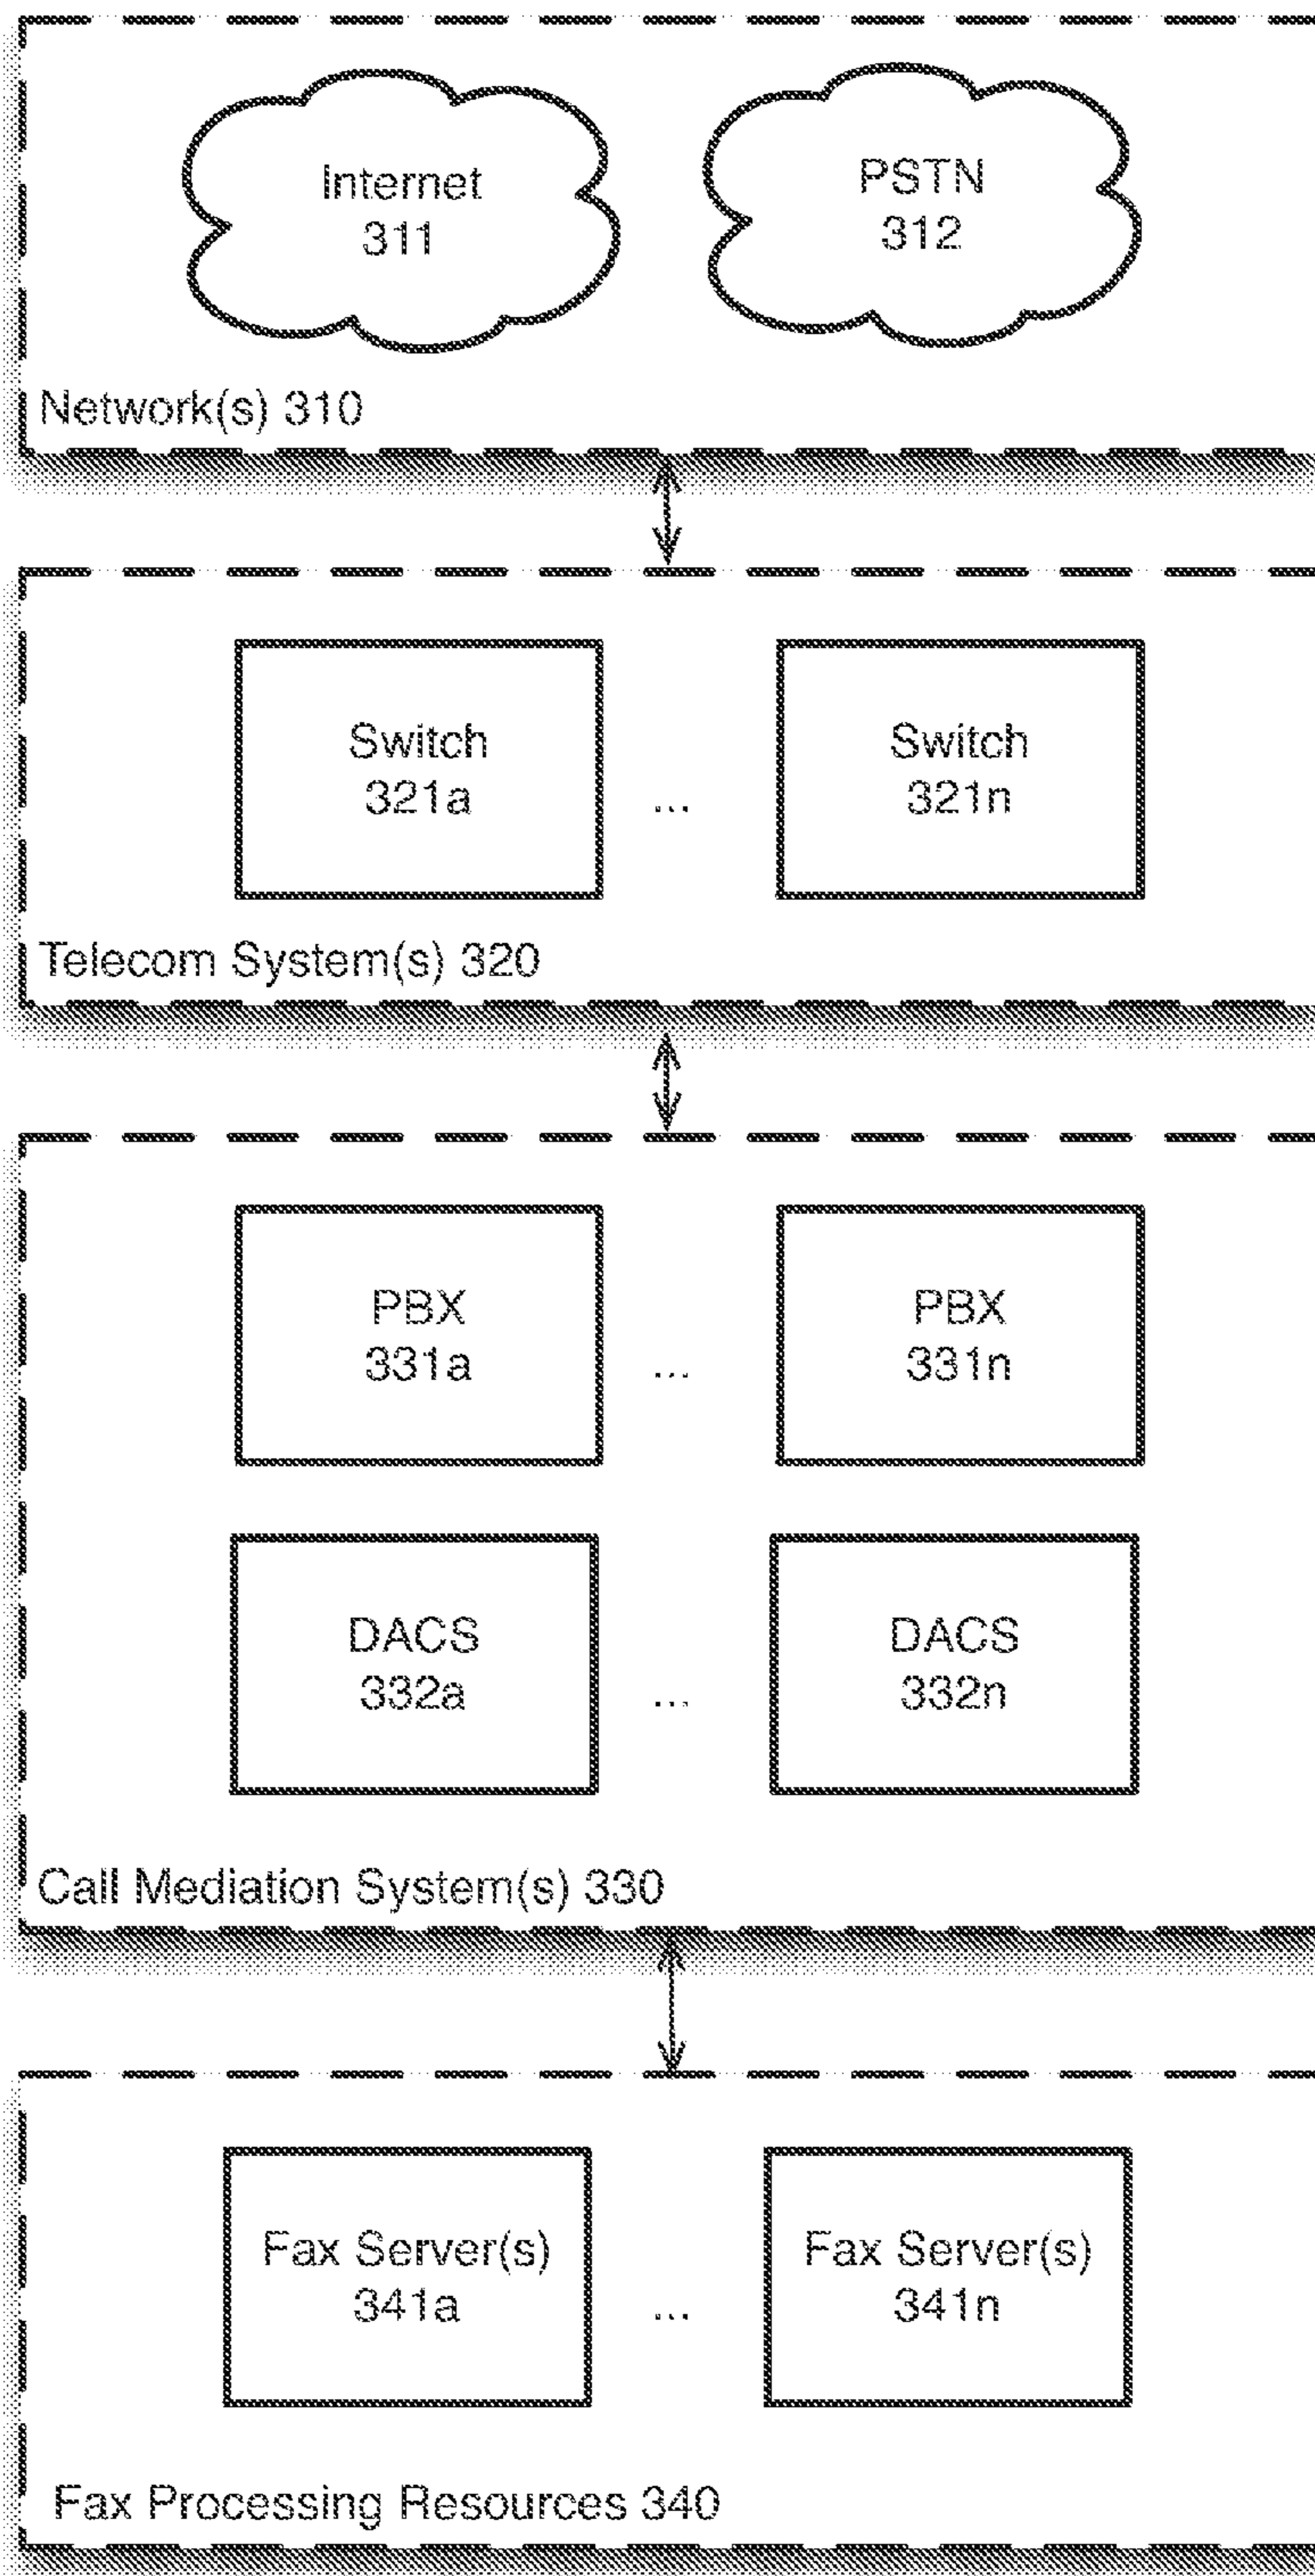 Internet
311
PSTN
312
Network(s) 310
Switch
321a
...
Switch
321n
Telecom System(s) 320
PBX
331a
...
PBX
331n
DACS
332a
...
DACS
332n
Call Mediation System(s) 330
Fax Server(s)
341a
...
Fax Server(s)
341n
Fax Processing Resources 340